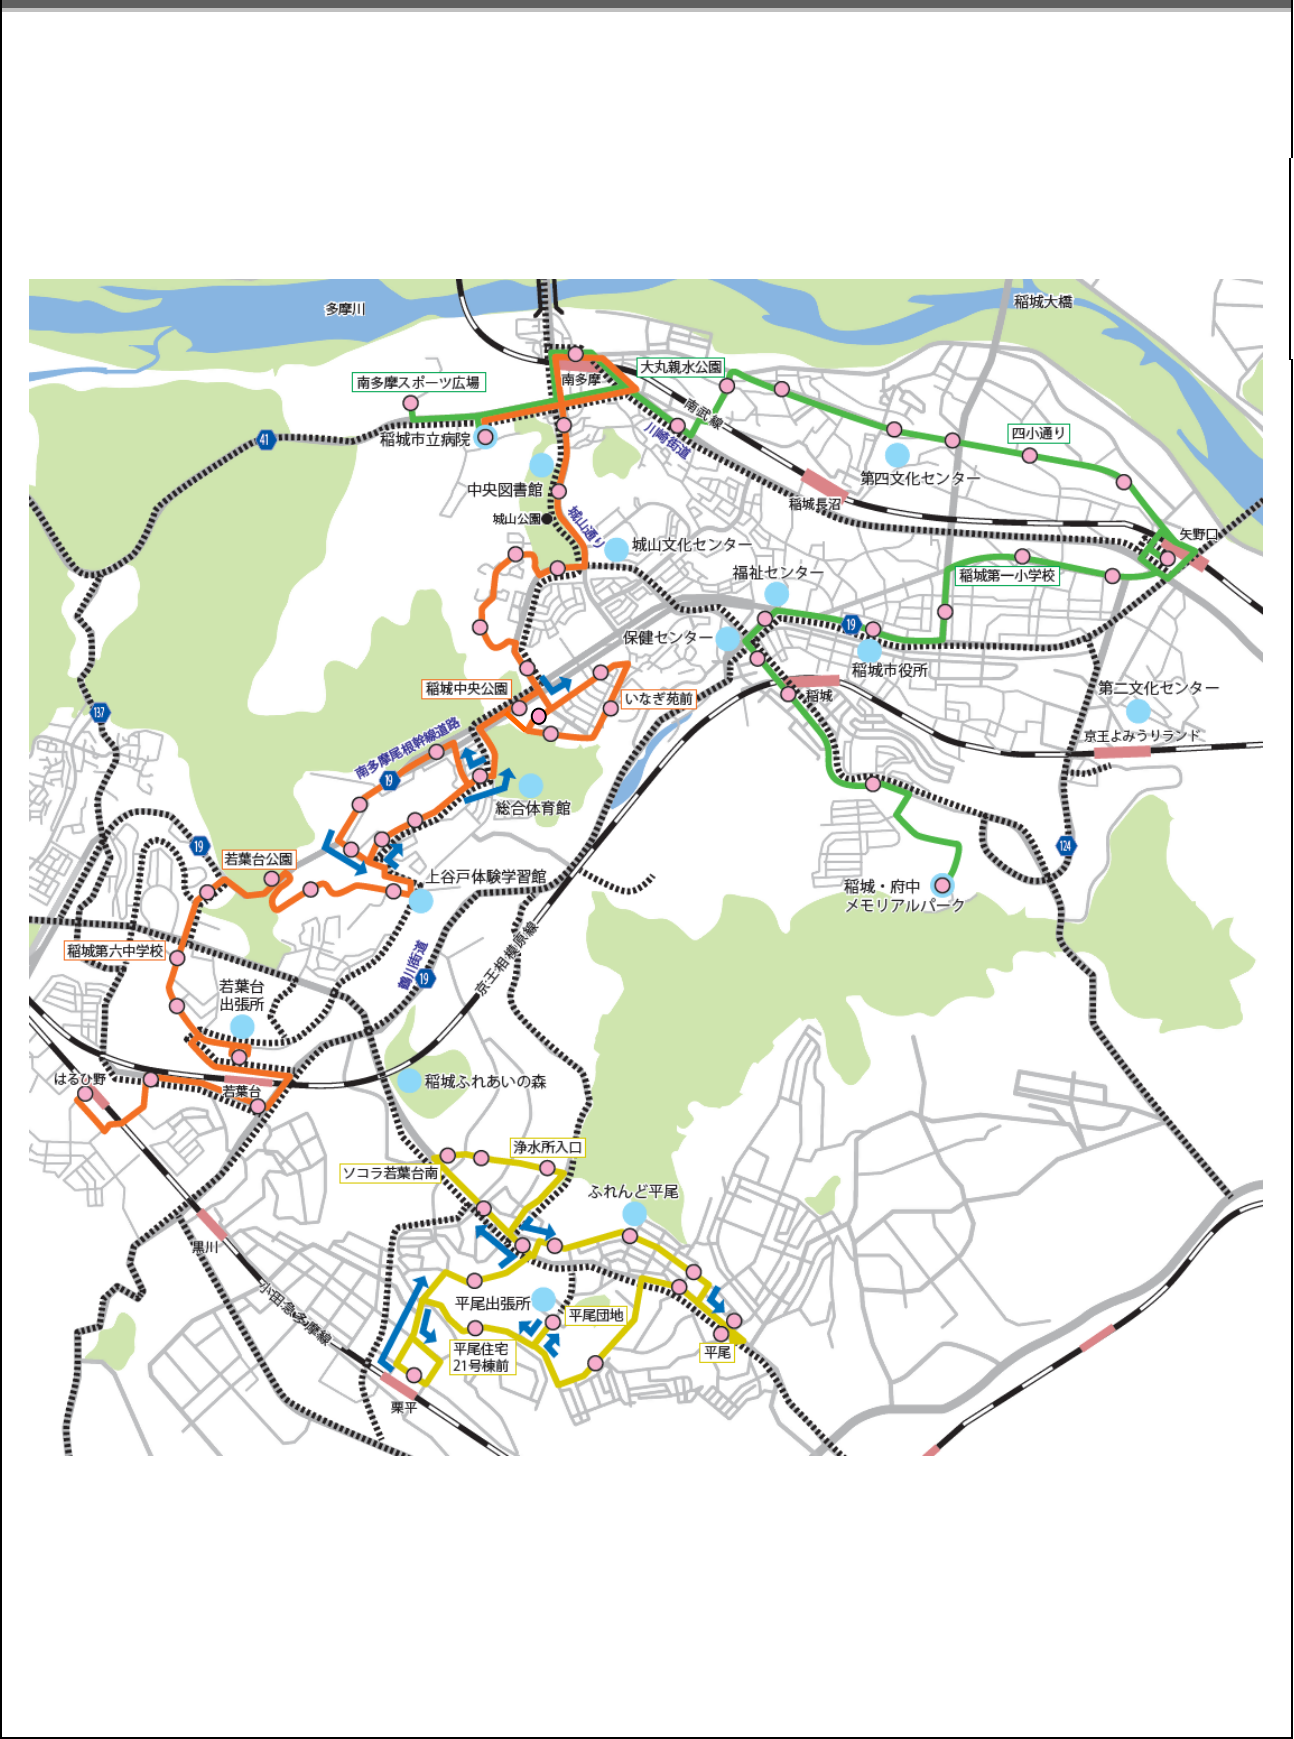 多摩川
稲城大橋
大丸親水公園
南多摩
南多摩スポーツ広場
南武線
稲城市立病院
川崎街道
四小通り
41
第四文化センター
中央図書館
稲城長沼
城山公園
城山通り
矢野口
城山文化センター
福祉センター
稲城第一小学校
19
保健センター
稲城市役所
稲城中央公園
いなぎ苑前
稲城
第二文化センター
137
京王よみうりランド
南多摩尾根幹線道路
19
総合体育館
19
124
若葉台公園
上谷戸体験学習館
稲城・府中
メモリアルパーク
稲城第六中学校
鶴川街道
19
京王相模原線
若葉台
出張所
はるひ野
若葉台
稲城ふれあいの森
浄水所入口
ソコラ若葉台南
ふれんど平尾
黒川
小田急多摩線
平尾出張所
平尾団地
平尾住宅
21号棟前
平尾
栗平